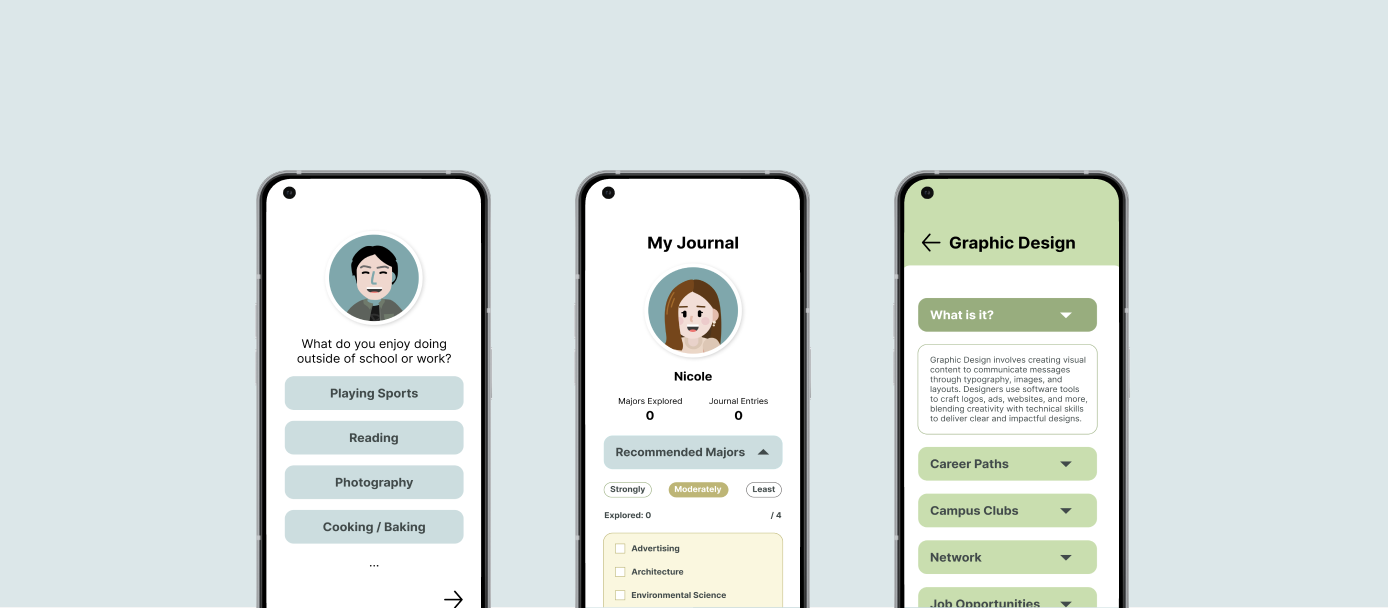 What do you enjoy doing
outside of school or work?
Playing Sports
Reading
Photography
Cooking / Baking
...
My Journal
Nicole
Majors Explored
0
Journal Entries
0
Recommended Majors
Strongly
Moderately
Least
Explored: 0
/ 4
Advertising
Architecture
Environmental Science
Graphic Design
What is it?
Graphic Design involves creating visual
content to communicate messages
through typography, images, and
layouts. Designers use software tools
to craft logos, ads, websites, and more,
blending creativity with technical skills
to deliver clear and impactful designs.
Career Paths
Campus Clubs
Network
Job Opportunities